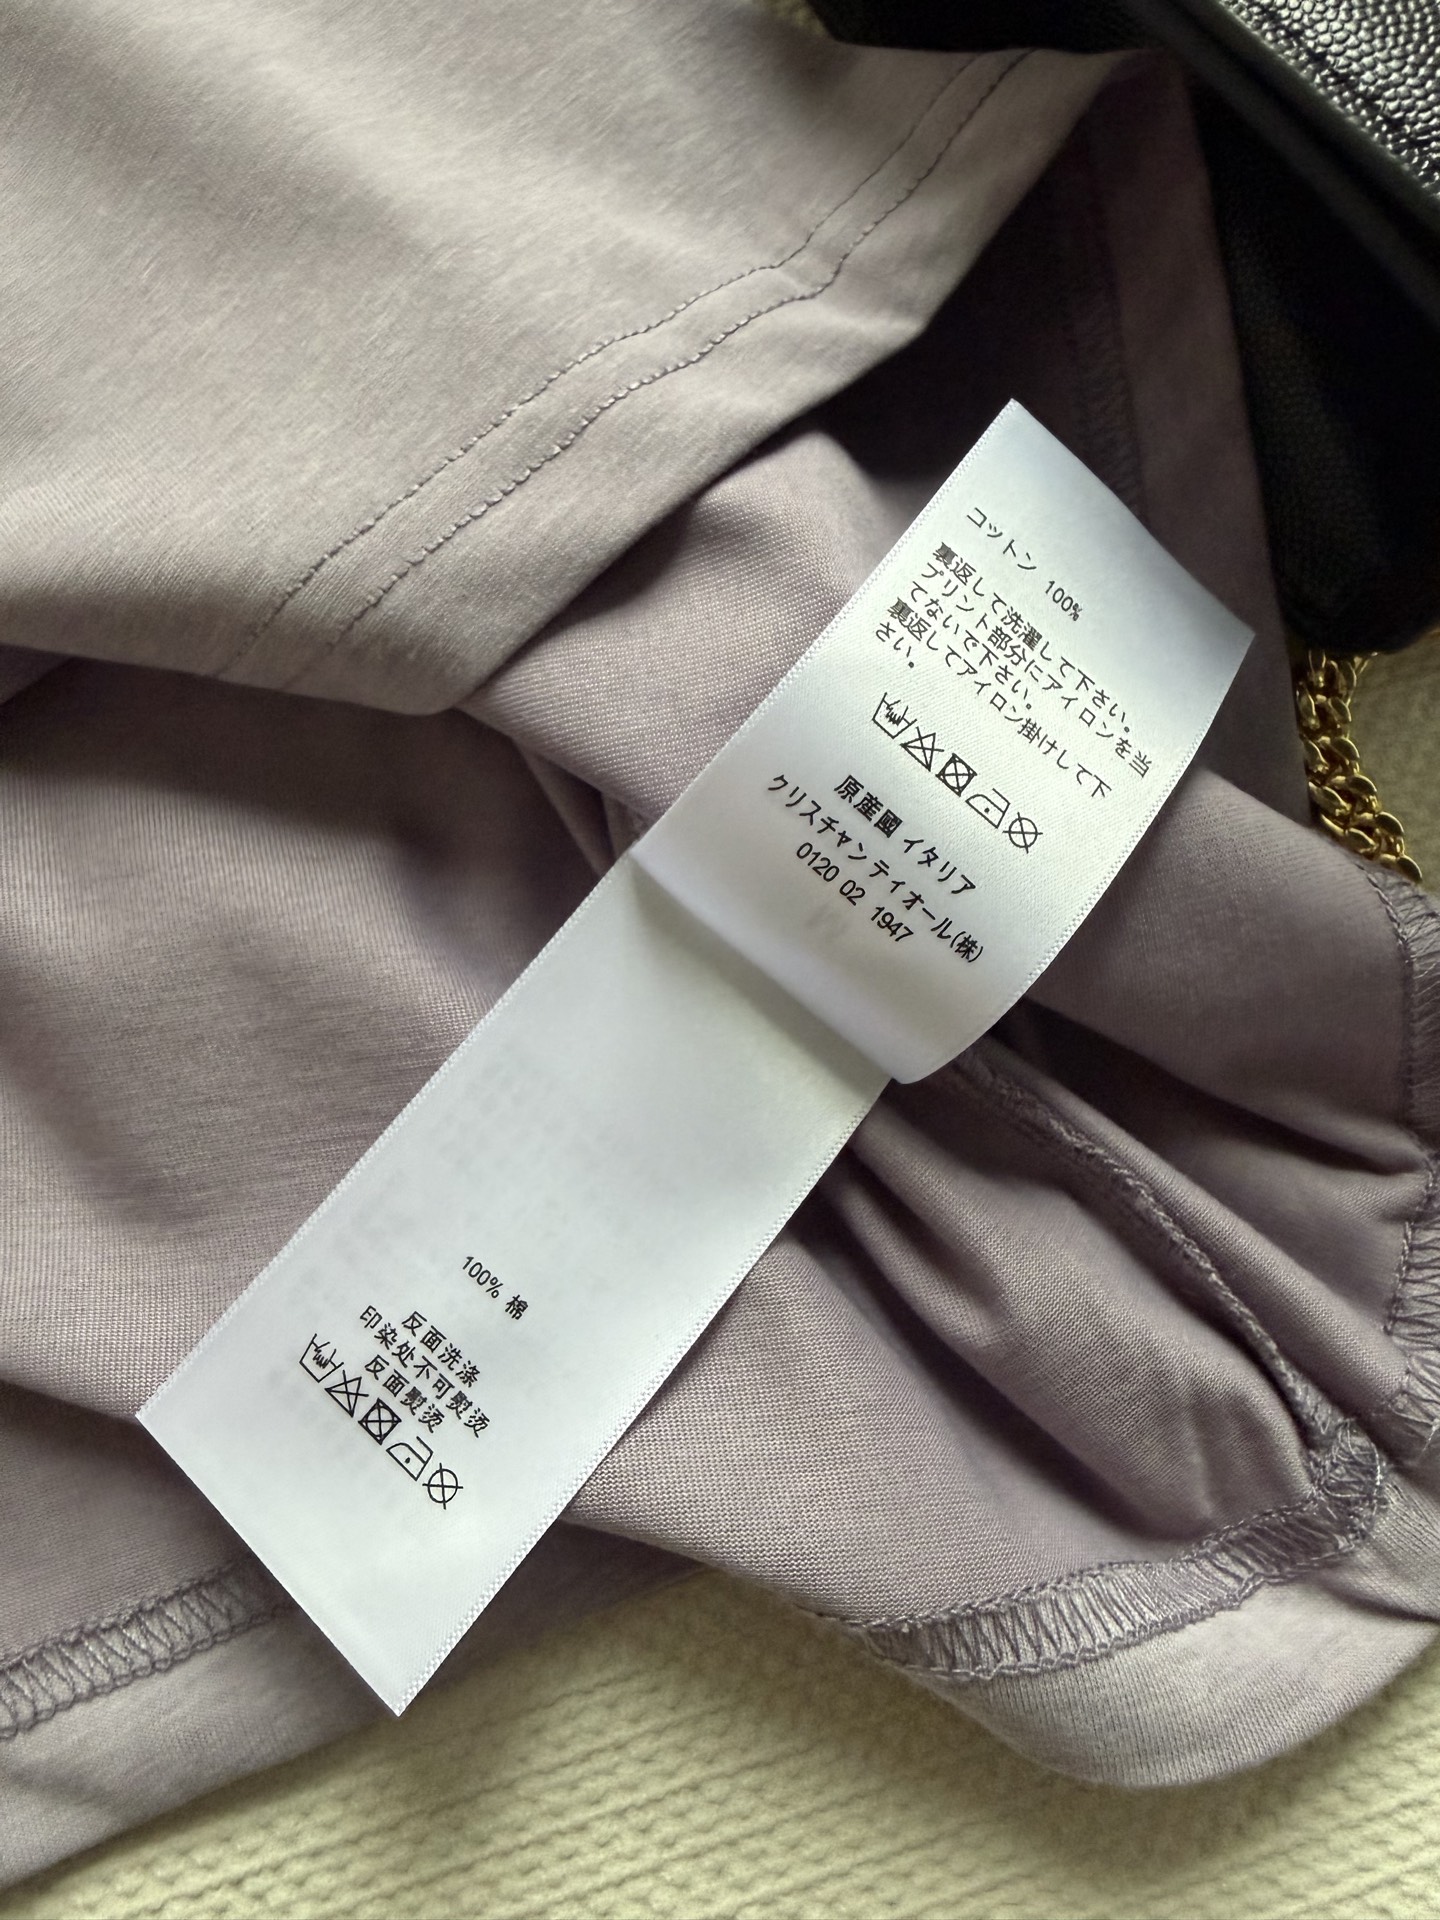 コットン 100%
裏返して洗濯して下さい。
プリント部分にアイロンを当
てないで下さい。
裏返してアイロン掛けして下
さい。
原産國 イタリア
クリスチャン ディオール(株)
0120 02 1947
100% 棉
反面洗涤
印染处不可熨烫
反面熨烫